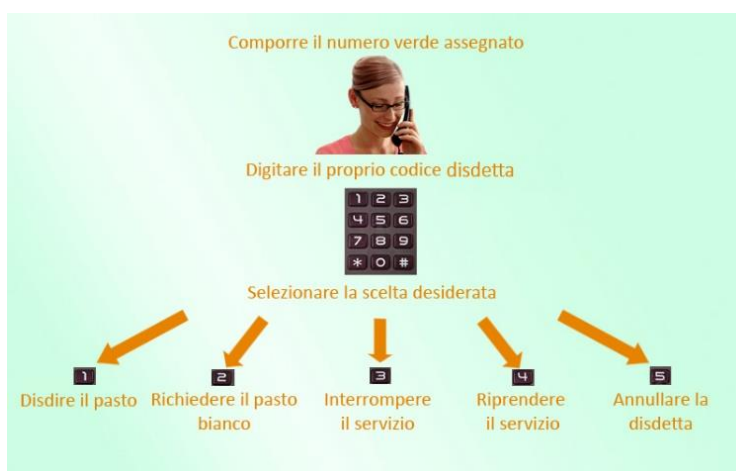 Comporre il numero verde assegnato
Digitare il proprio codice disdetta
1 2 3
4 5 6
7 8 9
* 0 #
Selezionare la scelta desiderata
1 2 3 4 5
Disdire il pasto Richiedere il pasto Interrompere Riprendere Annullare la
bianco il servizio il servizio disdetta